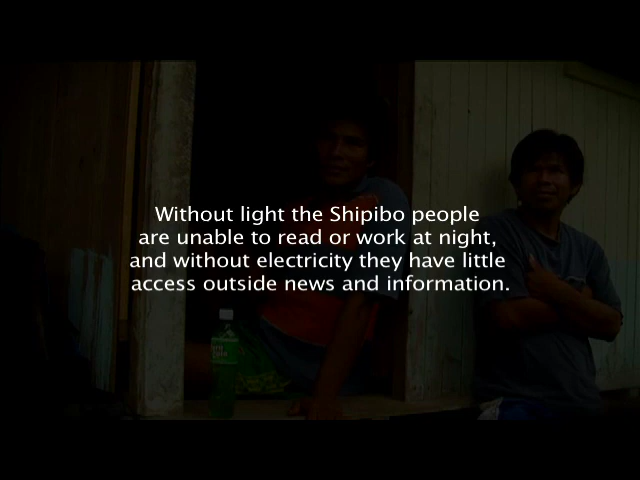 Without light the Shipibo people
are unable to read or work at night,
and without electricity they have little
access outside news and information.